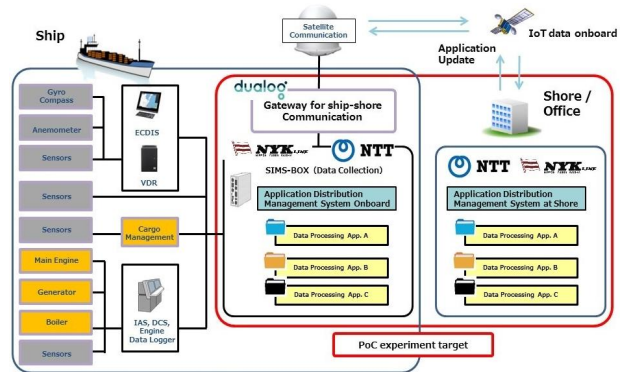 Satellite
Communication
IoT data onboard
Application
Update
Ship
Shore /
Office
Gyro
Compass
Anemometer
Sensors
ECDIS
VDR
Sensors
Sensors
Cargo
Management
Main Engine
Generator
Boiler
Sensors
IAS, DCS,
Engine
Data Logger
dualog
Gateway for ship-shore
Communication
NYK LINE
NTT
SIMS-BOX (Data Collection)
Application Distribution
Management System Onboard
Data Processing App. A
Data Processing App. B
Data Processing App. C
NTT
NYK LINE
Application Distribution
Management System at Shore
Data Processing App. A
Data Processing App. B
Data Processing App. C
PoC experiment target